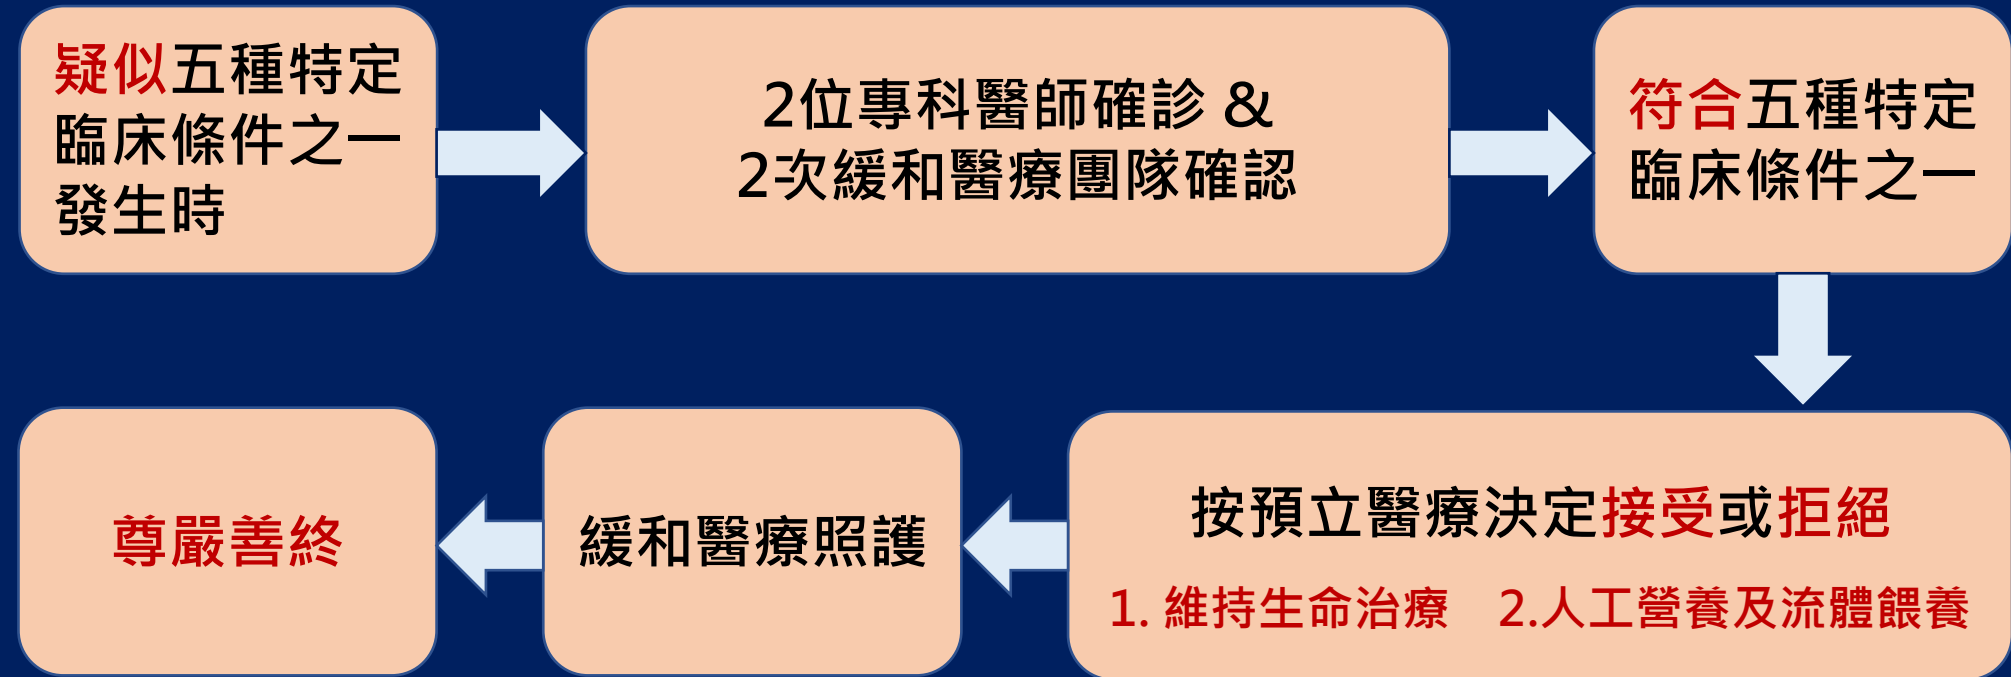 疑似五種特定
臨床條件之一
發生時
2位專科醫師確診 &
2次緩和醫療團隊確認
符合五種特定
臨床條件之一
按預立醫療決定接受或拒絕
1. 維持生命治療 2.人工營養及流體餵養
緩和醫療照護
尊嚴善終